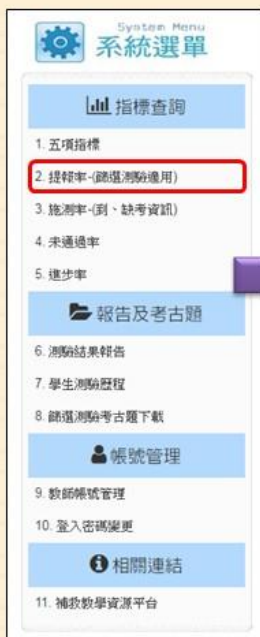 System Menu
系統選單
指標查詢
1. 五項指標
2. 提報率-(篩選測驗適用)
3. 施測率-(到、缺考資訊)
4. 未通過率
5. 進步率
報告及考古題
6. 測驗結果報告
7. 學生測驗歷程
8. 篩選測驗考古題下載
帳號管理
9. 教師帳號管理
10. 登入密碼變更
相關連結
11. 補救教學資源平台